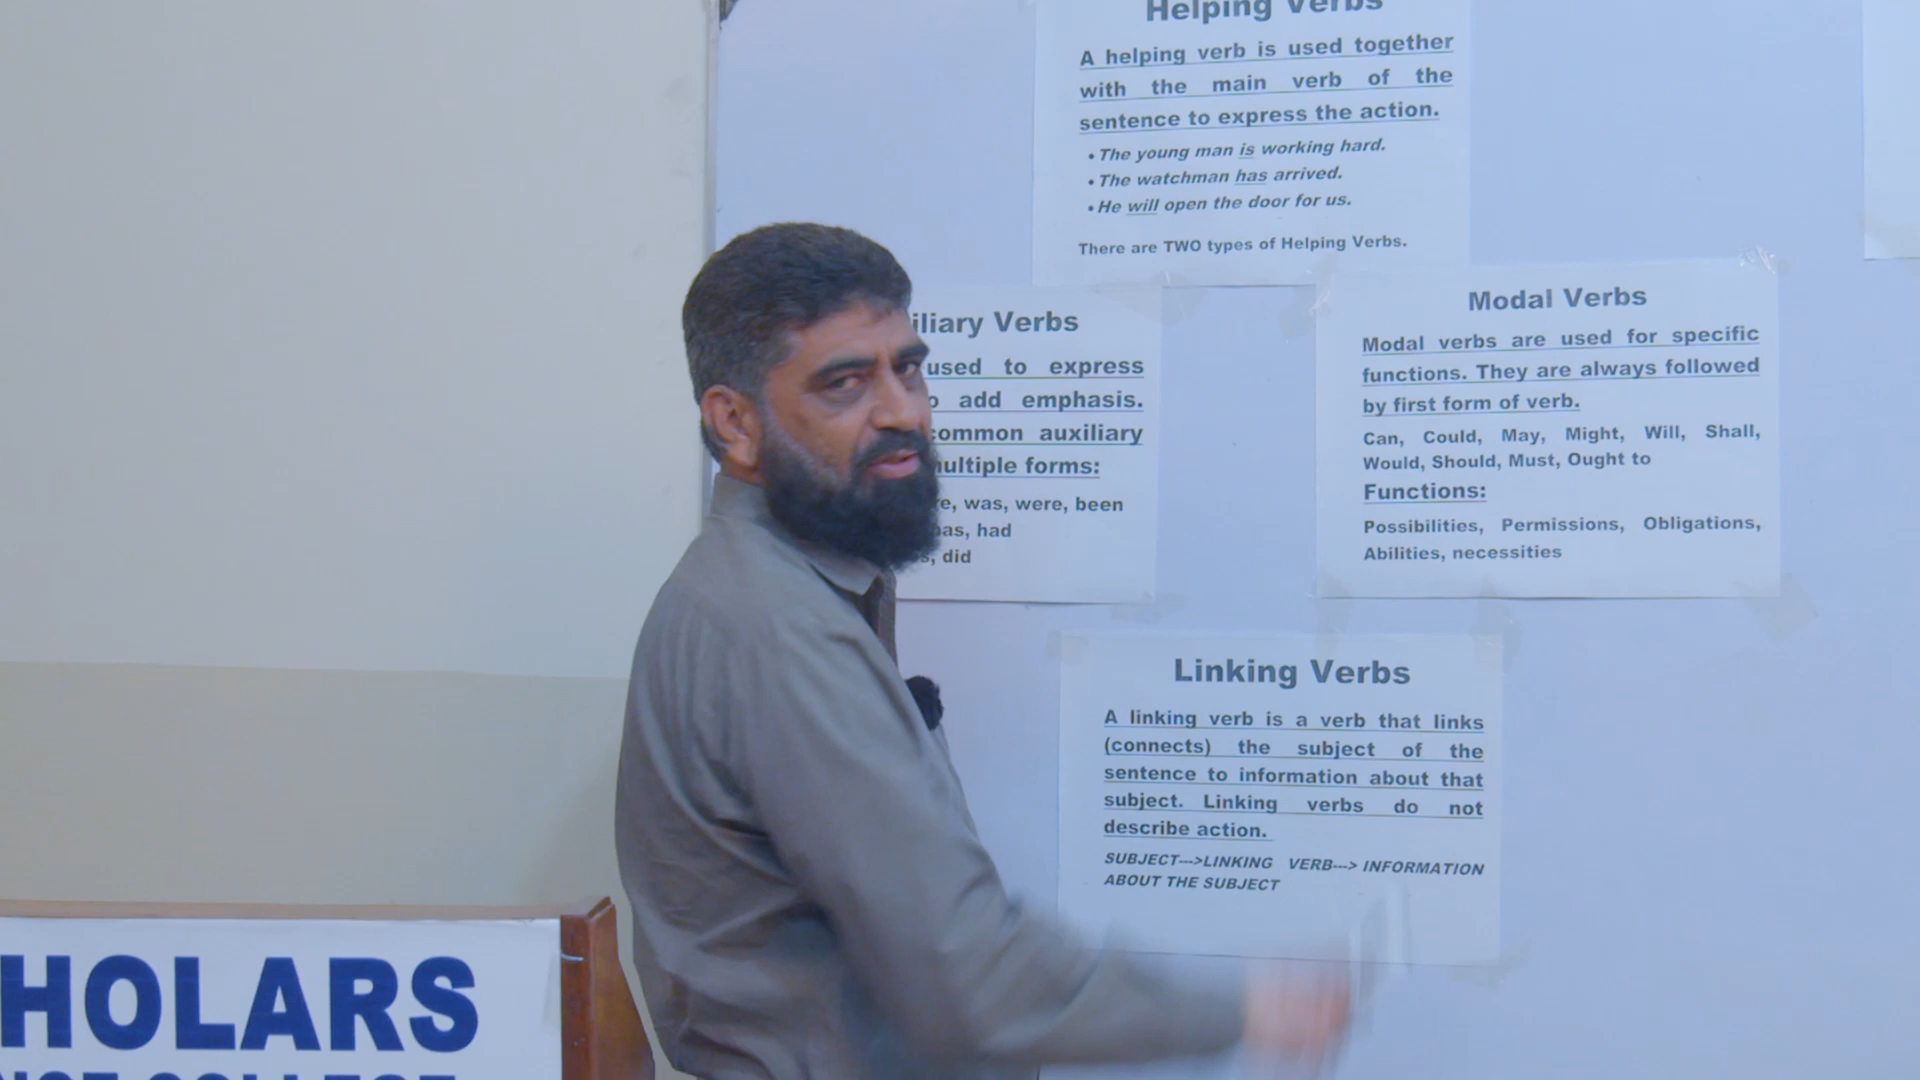 Helping Verbs
A helping verb is used together
with the main verb of the
sentence to express the action.
• The young man is working hard.
• The watchman has arrived.
• He will open the door for us.
There are TWO types of Helping Verbs.
iliary Verbs
used to express
add emphasis.
common auxiliary
multiple forms:
was, were, been
has, had
did
Modal Verbs
Modal verbs are used for specific
functions. They are always followed
by first form of verb.
Can, Could, May, Might, Will, Shall,
Would, Should, Must, Ought to
Functions:
Possibilities, Permissions, Obligations,
Abilities, necessities
Linking Verbs
A linking verb is a verb that links
(connects) the subject of the
sentence to information about that
subject. Linking verbs do not
describe action.
SUBJECT--->LINKING VERB---> INFORMATION
ABOUT THE SUBJECT
HOLARS
COLLEGE